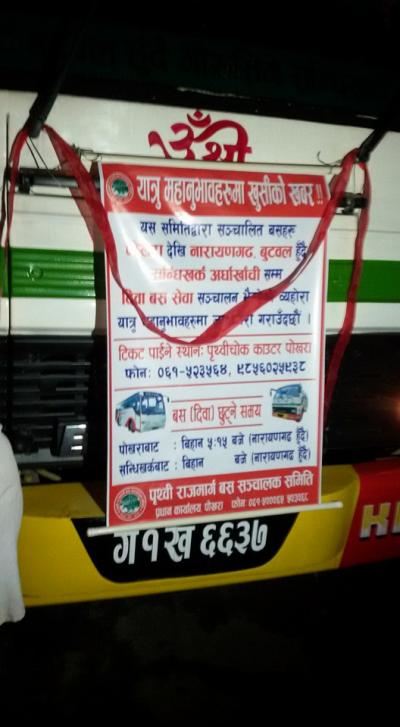 ॐ श्री
यात्रु महानुभावहरुमा खुसीको खबर !!
यस समितिद्वारा सञ्चालित बसहरु
देखि नारायणगढ, बुटवल हुँदै
सन्धिखर्क अर्घाखाँची सम्म
दिवा बस सेवा सञ्चालन व्यहोरा
यात्रु महानुभावहरुमा गराउँदछौं ।
टिकट पाईने स्थानः पृथ्वीचोक काउटर पोखरा
फोनः ०६१-५२३५६४, ९८५६०२५९३८
बस (दिवा) छुट्ने समय
पोखराबाट : बिहान ५:१५ बजे (नारायणगढ हुँदै)
सन्धिखर्कबाट : बिहान बजे (नारायणगढ हुँदै)
पृथ्वी राजमार्ग बस सञ्चालक समिति
प्रधान कार्यालय पोखरा फोनः
ग १ ख ६६३७